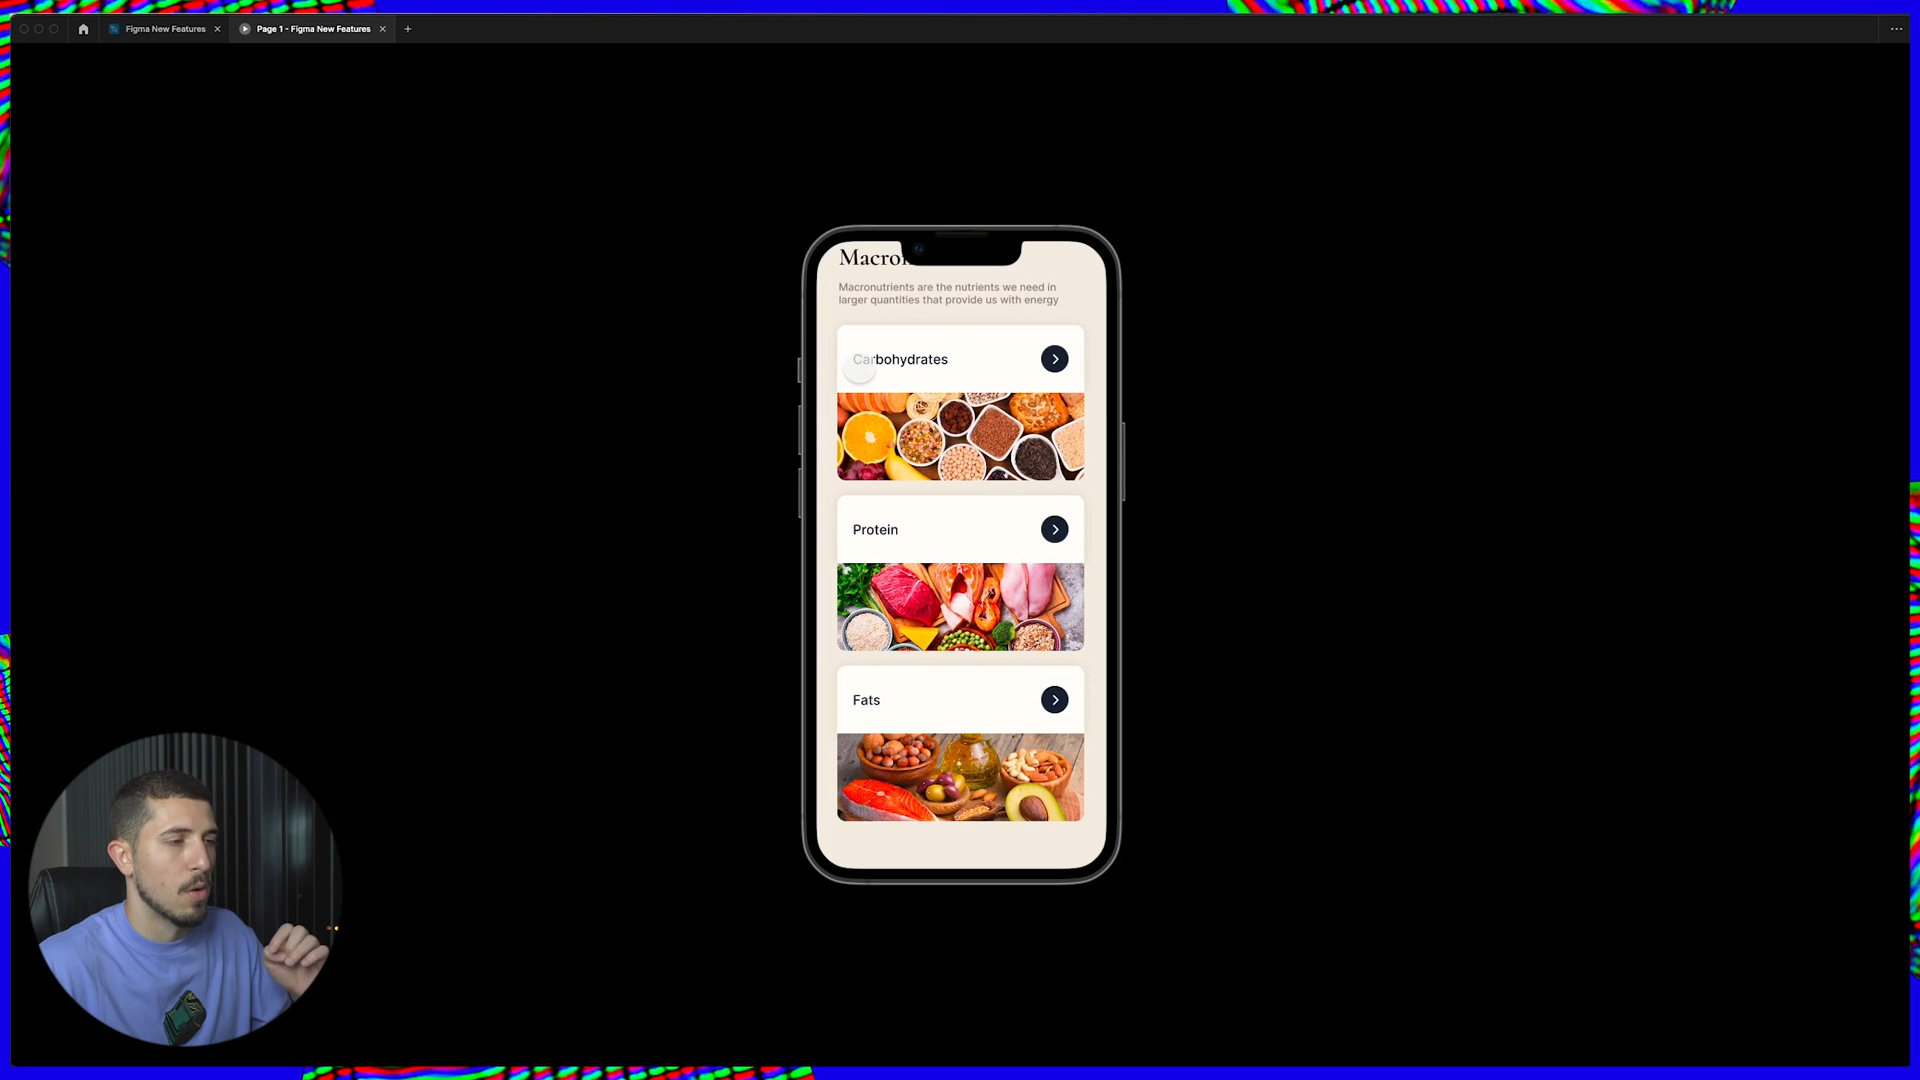 Figma New Features
Page 1 - Figma New Features
Macron
Macronutrients are the nutrients we need in
larger quantities that provide us with energy
Carbohydrates
Protein
Fats